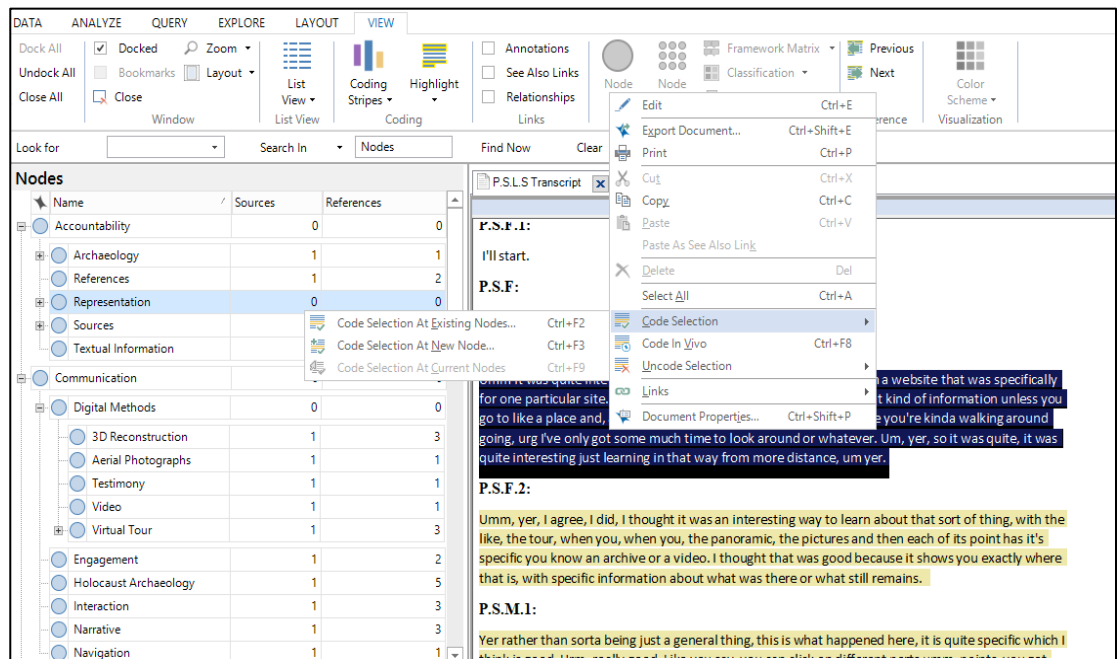 DATA ANALYZE QUERY EXPLORE LAYOUT VIEW
Dock All Docked Zoom Annotations Framework Matrix Previous
Undock All Bookmarks Layout See Also Links Classification Next
Close All Close List View Coding Stripes Highlight Relationships Node Node Color Scheme
Window List View Coding Links Visualization
Look for Search In Nodes Find Now Clear
Nodes
Name Sources References
Accountability 0 0
Archaeology 1 1
References 1 2
Representation 0 0
Sources
Textual Information
Communication
Digital Methods 0 0
3D Reconstruction 1 3
Aerial Photographs 1 1
Testimony 1 1
Video 1 1
Virtual Tour 1 3
Engagement 1 2
Holocaust Archaeology 1 5
Interaction 1 3
Narrative 1 3
Navigation 1 1
Code Selection At Existing Nodes... Ctrl+F2
Code Selection At New Node... Ctrl+F3
Code Selection At Current Nodes Ctrl+F9
Edit Ctrl+E
Export Document... Ctrl+Shift+E
Print Ctrl+P
Cut Ctrl+X
Copy Ctrl+C
Paste Ctrl+V
Paste As See Also Link
Delete Del
Select All Ctrl+A
Code Selection
Code In Vivo Ctrl+F8
Uncode Selection
Links
Document Properties... Ctrl+Shift+P
P.S.L.S Transcript
P.S.F.1:
I'll start.
P.S.F:
Umm it was quite a website that was specifically
for one particular site. t kind of information unless you
go to like a place and, e you're kinda walking around
going, urg I've only got some much time to look around or whatever. Um, yer, so it was quite, it was
quite interesting just learning in that way from more distance, um yer.
P.S.F.2:
Umm, yer, I agree, I did, I thought it was an interesting way to learn about that sort of thing, with the
like, the tour, when you, when you, the panoramic, the pictures and then each of its point has it's
specific you know an archive or a video. I thought that was good because it shows you exactly where
that is, with specific information about what was there or what still remains.
P.S.M.1:
Yer rather than sorta being just a general thing, this is what happened here, it is quite specific which I